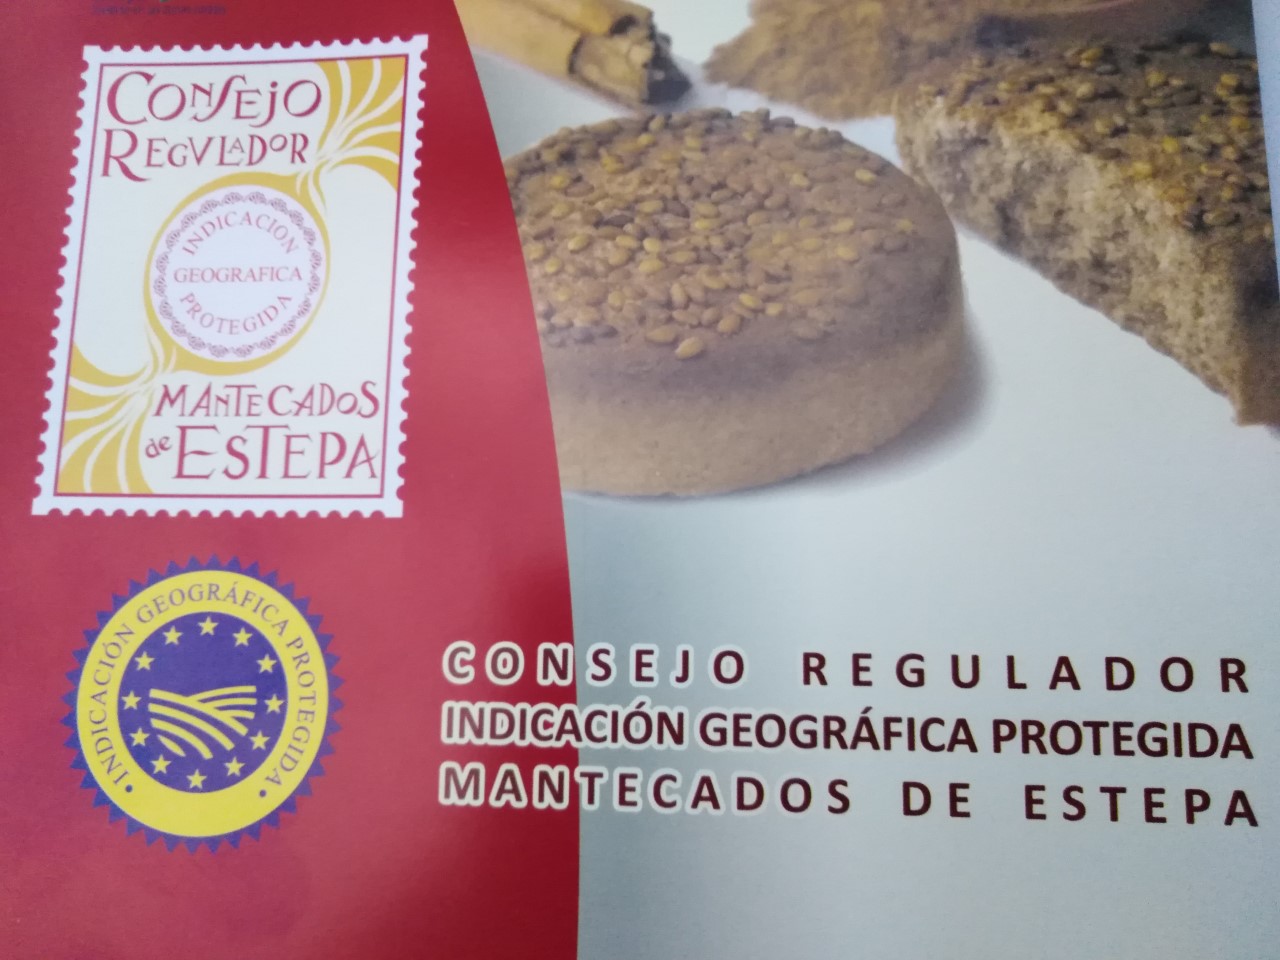 CONSEJO
REGVLADOR
INDICACION
GEOGRAFICA
PROTEGIDA
MANTECADOS
de ESTEPA
INDICACIÓN GEOGRÁFICA PROTEGIDA
CONSEJO REGULADOR
INDICACIÓN GEOGRÁFICA PROTEGIDA
MANTECADOS DE ESTEPA